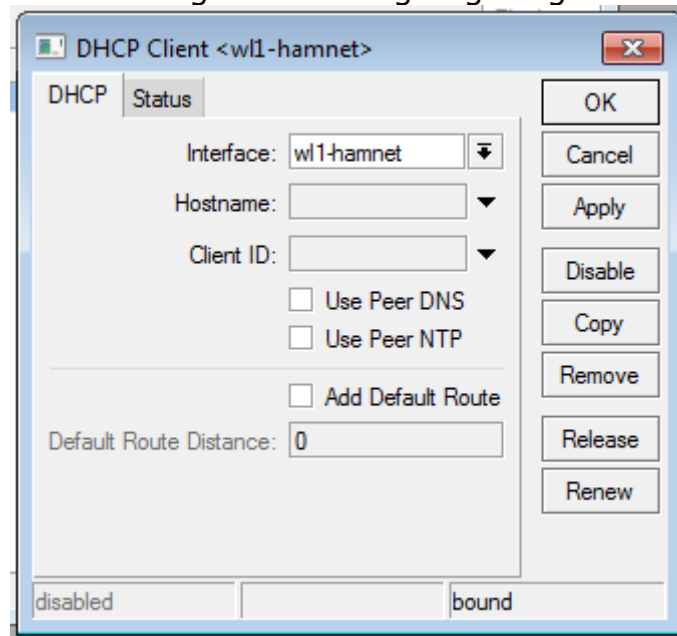 DHCP Client <wl1-hamnet>
DHCP Status
OK
Interface: wl1-hamnet
Cancel
Hostname:
Apply
Client ID:
Disable
Use Peer DNS
Copy
Use Peer NTP
Remove
Add Default Route
Default Route Distance: 0
Release
Renew
disabled bound